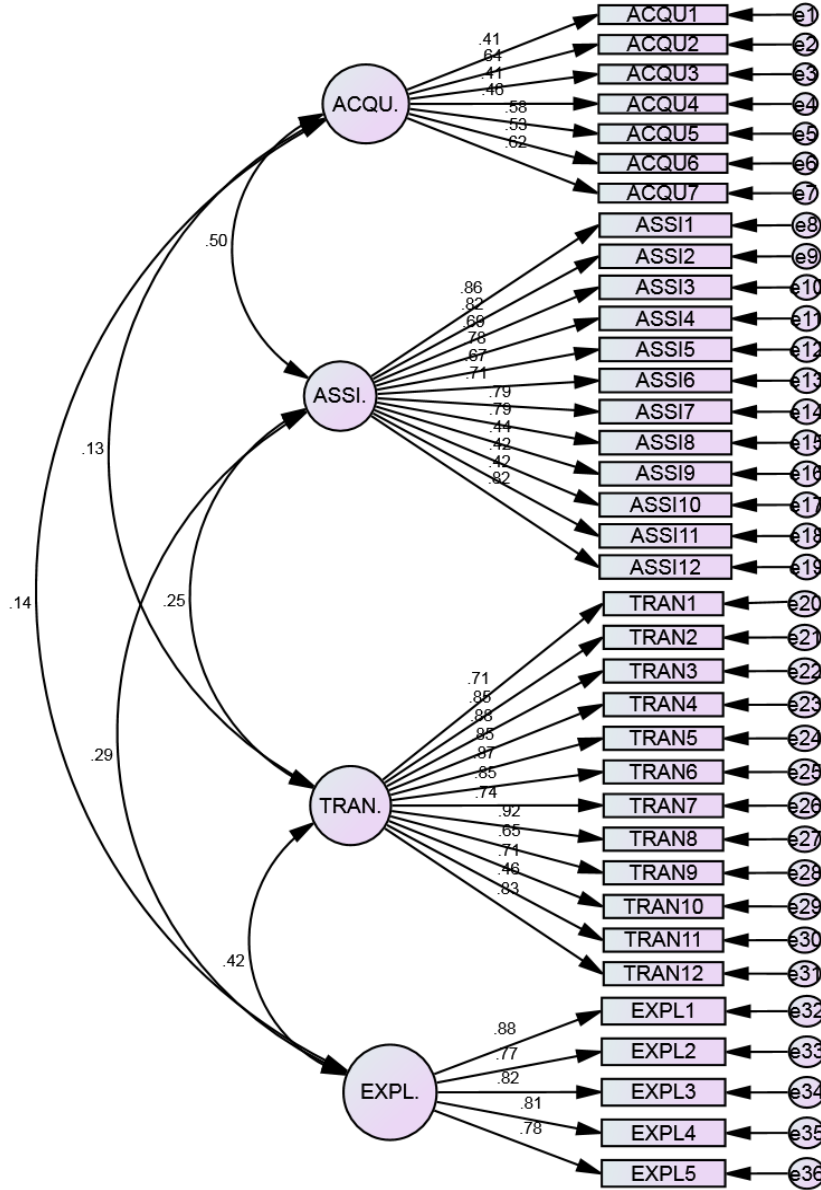 ACQU1
e1
ACQU2
e2
ACQU3
e3
ACQU4
e4
ACQU5
e5
ACQU6
e6
ACQU7
e7
.41
.64
.41
.46
.58
.53
.62
ACQU.
ASSI1
e8
ASSI2
e9
ASSI3
e10
ASSI4
e11
ASSI5
e12
ASSI6
e13
ASSI7
e14
ASSI8
e15
ASSI9
e16
ASSI10
e17
ASSI11
e18
ASSI12
e19
.50
.86
.82
.69
.78
.67
.71
.79
.79
.44
.42
.42
.82
ASSI.
.13
.14
.25
.29
TRAN1
e20
TRAN2
e21
TRAN3
e22
TRAN4
e23
TRAN5
e24
TRAN6
e25
TRAN7
e26
TRAN8
e27
TRAN9
e28
TRAN10
e29
TRAN11
e30
TRAN12
e31
.71
.85
.88
.85
.87
.85
.74
.92
.65
.71
.46
.83
TRAN.
.42
EXPL1
e32
EXPL2
e33
EXPL3
e34
EXPL4
e35
EXPL5
e36
.88
.77
.82
.81
.78
EXPL.